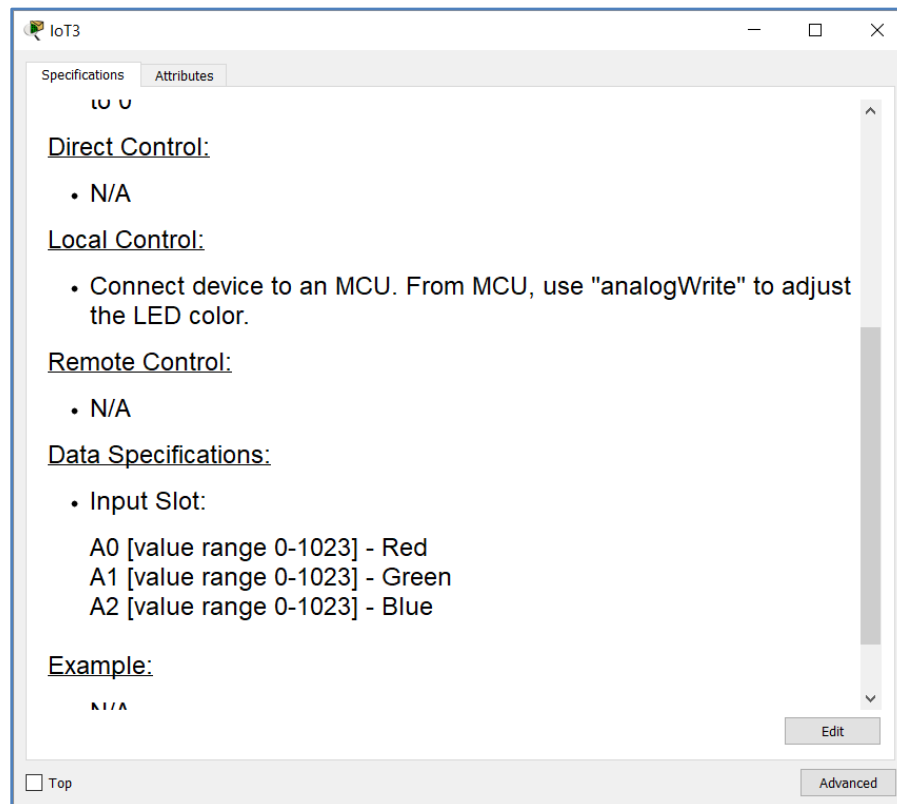 IoT3
Specifications
Attributes
to 0
Direct Control:
• N/A
Local Control:
• Connect device to an MCU. From MCU, use "analogWrite" to adjust
the LED color.
Remote Control:
• N/A
Data Specifications:
• Input Slot:
A0 [value range 0-1023] - Red
A1 [value range 0-1023] - Green
A2 [value range 0-1023] - Blue
Example:
N/A
Edit
Top
Advanced